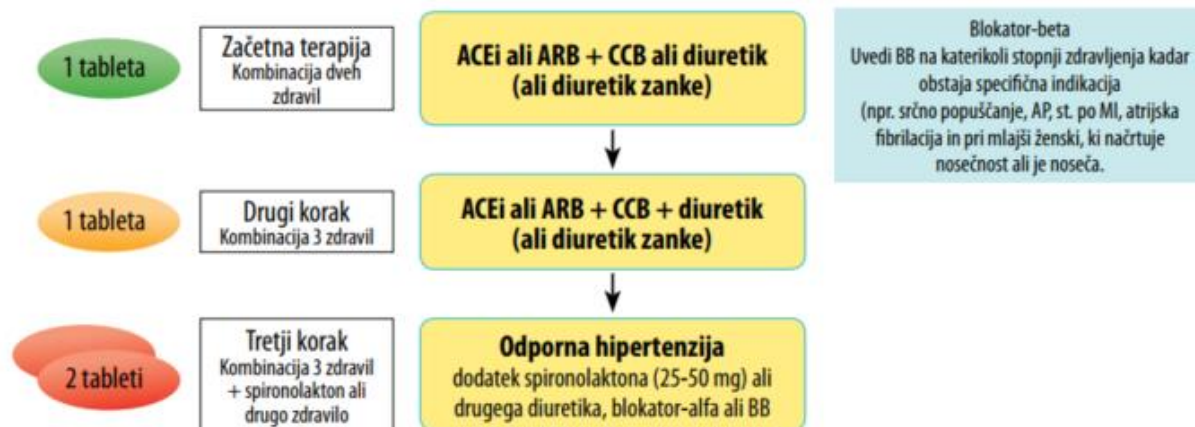 1 tableta
Začetna terapija
Kombinacija dveh
zdravil
ACEi ali ARB + CCB ali diuretik
(ali diuretik zanke)
Blokator-beta
Uvedi BB na katerikoli stopnji zdravljenja kadar
obstaja specifična indikacija
(npr. srčno popuščanje, AP, st. po MI, atrijska
fibrilacija in pri mlajši ženski, ki načrtuje
nosečnost ali je noseča.
1 tableta
Drugi korak
Kombinacija 3 zdravil
ACEi ali ARB + CCB + diuretik
(ali diuretik zanke)
2 tableti
Tretji korak
Kombinacija 3 zdravil
+ spironolakton ali
drugo zdravilo
Odporna hipertenzija
dodatek spironolaktona (25-50 mg) ali
drugega diuretika, blokator-alfa ali BB